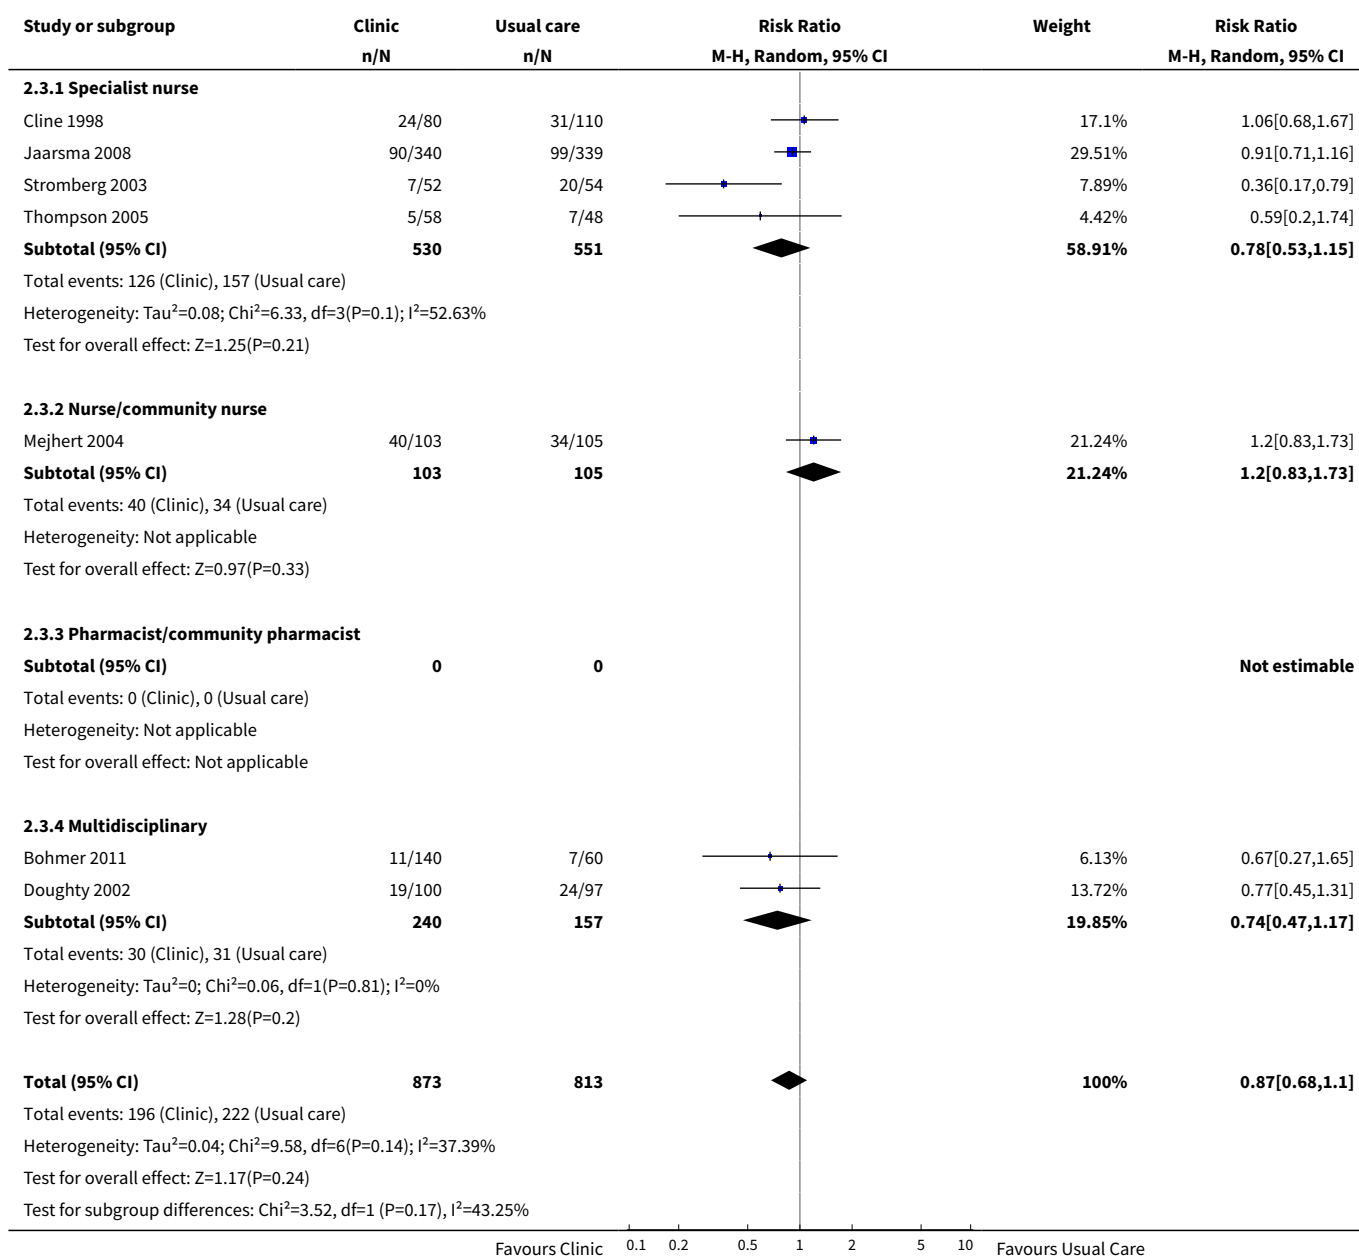 Study or subgroup Clinic Usual care Risk Ratio Weight Risk Ratio
n/N n/N M-H, Random, 95% CI M-H, Random, 95% CI
2.3.1 Specialist nurse
Cline 1998 24/80 31/110 17.1% 1.06[0.68,1.67]
Jaarsma 2008 90/340 99/339 29.51% 0.91[0.71,1.16]
Stromberg 2003 7/52 20/54 7.89% 0.36[0.17,0.79]
Thompson 2005 5/58 7/48 4.42% 0.59[0.2,1.74]
Subtotal (95% CI) 530 551 58.91% 0.78[0.53,1.15]
Total events: 126 (Clinic), 157 (Usual care)
Heterogeneity: Tau²=0.08; Chi²=6.33, df=3(P=0.1); I²=52.63%
Test for overall effect: Z=1.25(P=0.21)
2.3.2 Nurse/community nurse
Mejhert 2004 40/103 34/105 21.24% 1.2[0.83,1.73]
Subtotal (95% CI) 103 105 21.24% 1.2[0.83,1.73]
Total events: 40 (Clinic), 34 (Usual care)
Heterogeneity: Not applicable
Test for overall effect: Z=0.97(P=0.33)
2.3.3 Pharmacist/community pharmacist
Subtotal (95% CI) 0 0 Not estimable
Total events: 0 (Clinic), 0 (Usual care)
Heterogeneity: Not applicable
Test for overall effect: Not applicable
2.3.4 Multidisciplinary
Bohmer 2011 11/140 7/60 6.13% 0.67[0.27,1.65]
Doughty 2002 19/100 24/97 13.72% 0.77[0.45,1.31]
Subtotal (95% CI) 240 157 19.85% 0.74[0.47,1.17]
Total events: 30 (Clinic), 31 (Usual care)
Heterogeneity: Tau²=0; Chi²=0.06, df=1(P=0.81); I²=0%
Test for overall effect: Z=1.28(P=0.2)
Total (95% CI) 873 813 100% 0.87[0.68,1.1]
Total events: 196 (Clinic), 222 (Usual care)
Heterogeneity: Tau²=0.04; Chi²=9.58, df=6(P=0.14); I²=37.39%
Test for overall effect: Z=1.17(P=0.24)
Test for subgroup differences: Chi²=3.52, df=1 (P=0.17), I²=43.25%
Favours Clinic 0.1 0.2 0.5 1 2 5 10 Favours Usual Care